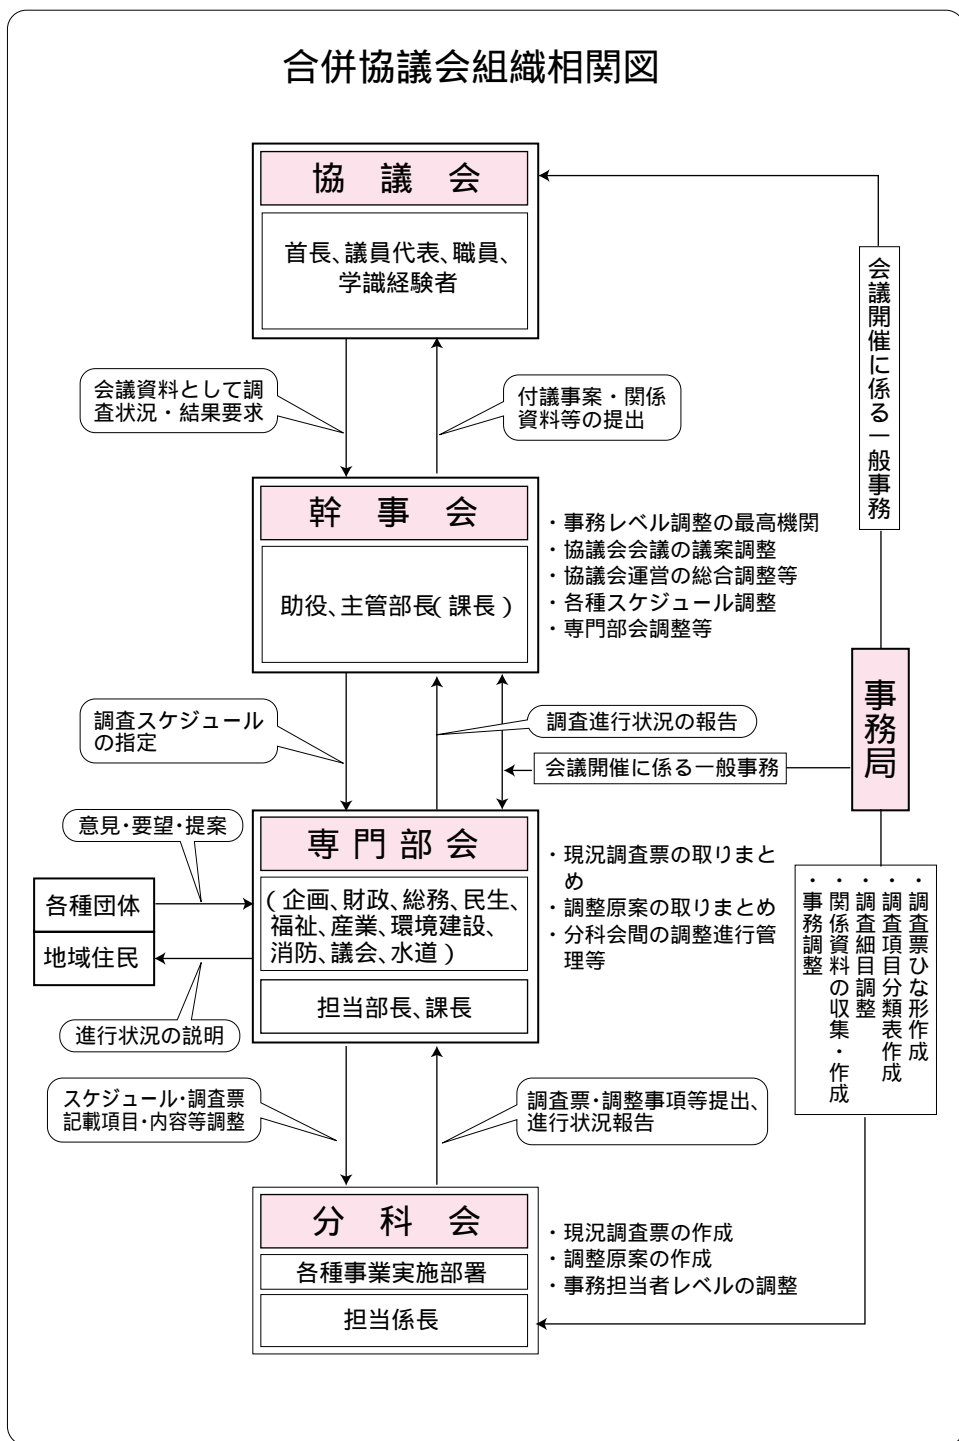 合併協議会組織相関図
協議会
首長、議員代表、職員、
学識経験者
会議資料として調
査状況・結果要求
付議事案・関係
資料等の提出
会議開催に係る一般事務
幹事会
助役、主管部長(課長)
・事務レベル調整の最高機関
・協議会会議の議案調整
・協議会運営の総合調整等
・各種スケジュール調整
・専門部会調整等
事務局
調査スケジュール
の指定
調査進行状況の報告
会議開催に係る一般事務
意見・要望・提案
各種団体
地域住民
進行状況の説明
専門部会
(企画、財政、総務、民生、
福祉、産業、環境建設、
消防、議会、水道)
担当部長、課長
・現況調査票の取りまと
め
・調整原案の取りまとめ
・分科会間の調整進行管
理等
・調査票ひな形作成
・調査項目分類表作成
・調査細目調整
・関係資料の収集・作成
・事務調整
スケジュール・調査票
記載項目・内容等調整
調査票・調整事項等提出、
進行状況報告
分科会
各種事業実施部署
担当係長
・現況調査票の作成
・調整原案の作成
・事務担当者レベルの調整